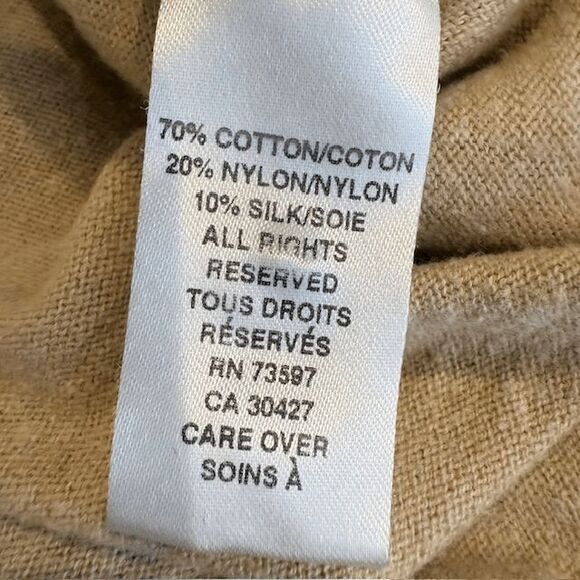 70% COTTON/COTON
20% NYLON/NYLON
10% SILK/SOIE
ALL RIGHTS
RESERVED
TOUS DROITS
RÉSERVÉS
RN 73597
CA 30427
CARE OVER
SOINS À